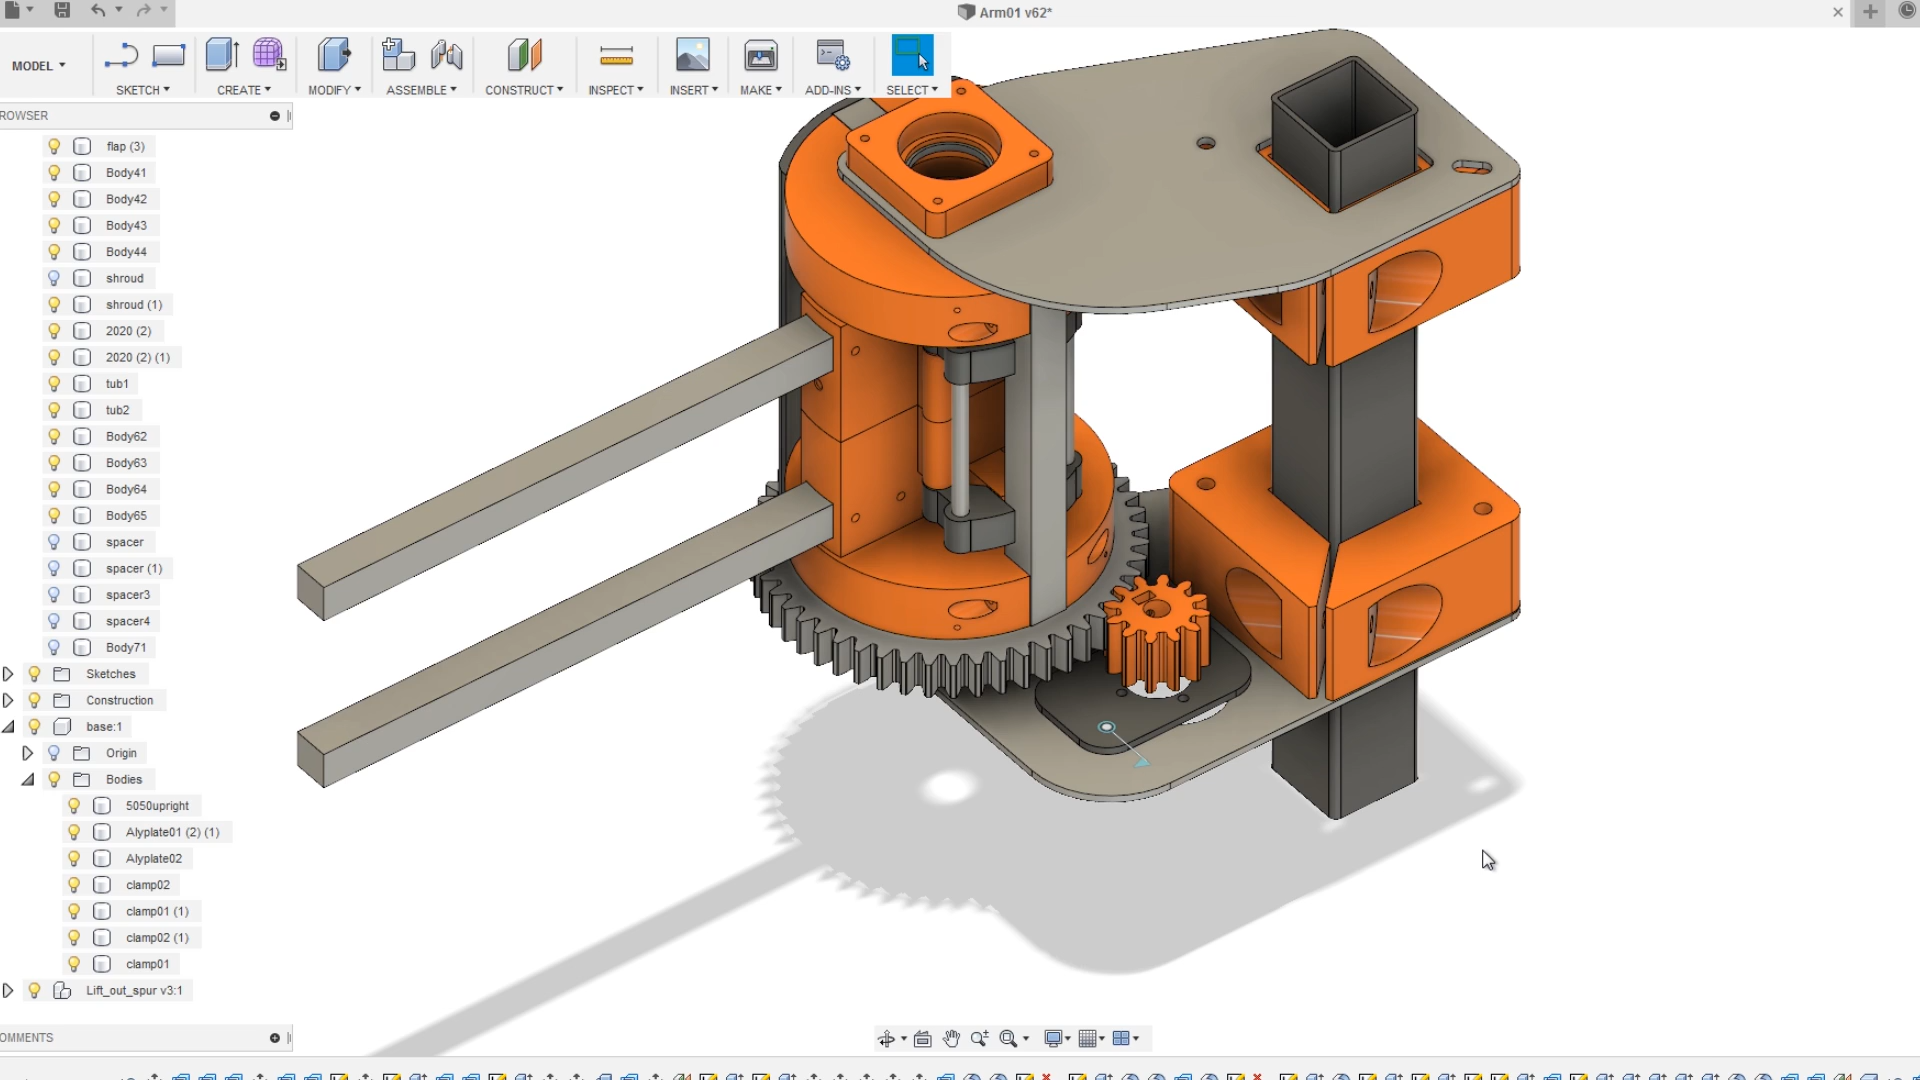 Arm01 v62*
MODEL
SKETCH
CREATE
MODIFY
ASSEMBLE
CONSTRUCT
INSPECT
INSERT
MAKE
ADD-INS
SELECT
ROWSER
flap (3)
Body41
Body42
Body43
Body44
shroud
shroud (1)
2020 (2)
2020 (2) (1)
tub1
tub2
Body62
Body63
Body64
Body65
spacer
spacer (1)
spacer3
spacer4
Body71
Sketches
Construction
base:1
Origin
Bodies
5050upright
Alyplate01 (2) (1)
Alyplate02
clamp02
clamp01 (1)
clamp02 (1)
clamp01
Lift_out_spur v3:1
OMMENTS